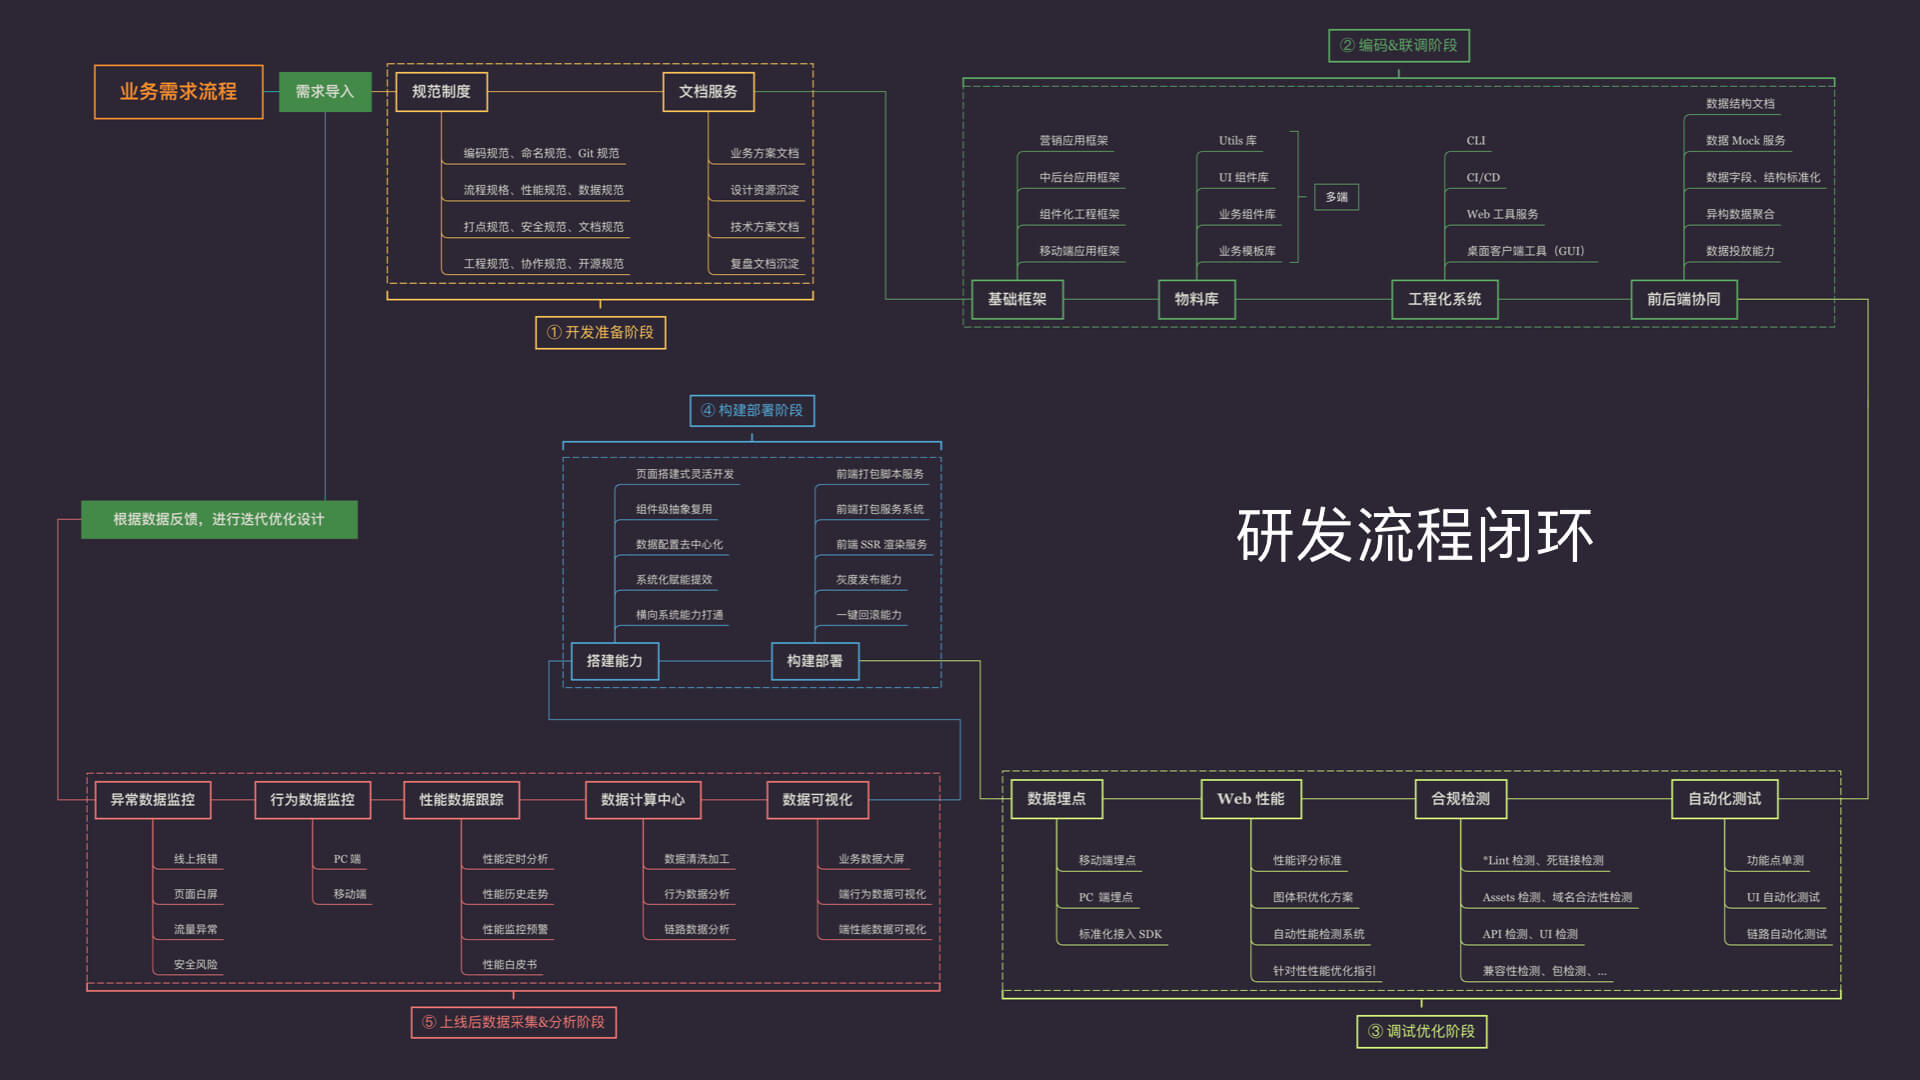 业务需求流程
需求导入
规范制度
编码规范、命名规范、Git 规范
流程规格、性能规范、数据规范
打点规范、安全规范、文档规范
工程规范、协作规范、开源规范
文档服务
业务方案文档
设计资源沉淀
技术方案文档
复盘文档沉淀
① 开发准备阶段
② 编码&联调阶段
营销应用框架
中后台应用框架
组件化工程框架
移动端应用框架
基础框架
Utils 库
UI 组件库
业务组件库
业务模板库
多端
物料库
CLI
CI/CD
Web 工具服务
桌面客户端工具（GUI）
工程化系统
数据结构文档
数据 Mock 服务
数据字段、结构标准化
异构数据聚合
数据投放能力
前后端协同
④ 构建部署阶段
页面搭建式灵活开发
组件级抽象复用
数据配置去中心化
系统化赋能提效
横向系统能力打通
搭建能力
前端打包脚本服务
前端打包服务系统
前端 SSR 渲染服务
灰度发布能力
一键回滚能力
构建部署
研发流程闭环
根据数据反馈，进行迭代优化设计
异常数据监控
线上报错
页面白屏
流量异常
安全风险
行为数据监控
PC 端
移动端
性能数据跟踪
性能定时分析
性能历史走势
性能监控预警
性能白皮书
数据计算中心
数据清洗加工
行为数据分析
链路数据分析
数据可视化
业务数据大屏
端行为数据可视化
端性能数据可视化
⑤ 上线后数据采集&分析阶段
数据埋点
移动端埋点
PC 端埋点
标准化接入 SDK
Web 性能
性能评分标准
图体积优化方案
自动性能检测系统
针对性性能优化指引
合规检测
*Lint 检测、死链接检测
Assets 检测、域名合法性检测
API 检测、UI 检测
兼容性检测、包检测、...
自动化测试
功能点单测
UI 自动化测试
链路自动化测试
③ 调试优化阶段